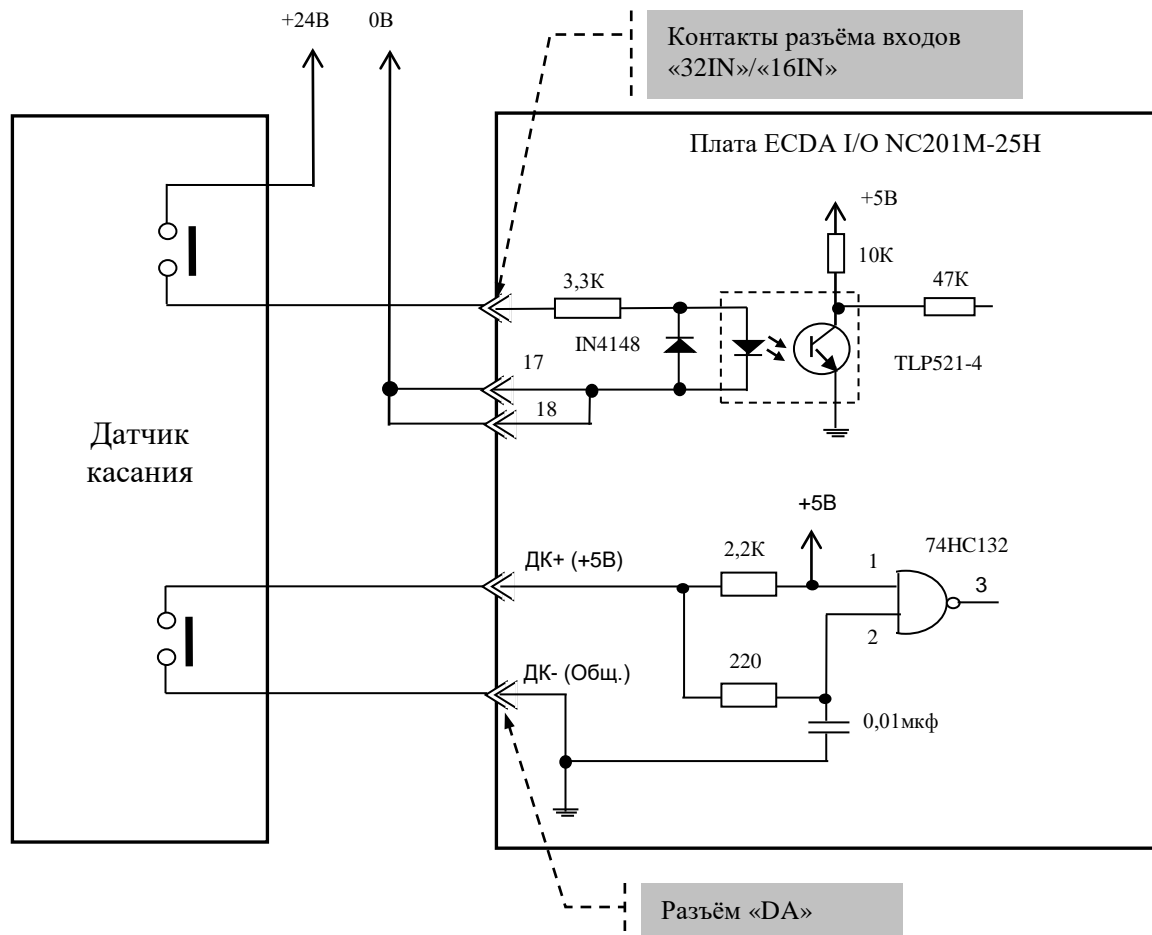 +24В
0В
Контакты разъёма входов
«32IN»/«16IN»
Плата ECDA I/O NC201M-25H
+5В
10К
3,3К
47К
IN4148
TLP521-4
17
18
Датчик
касания
+5В
ДК+ (+5В)
2,2К
74HC132
1
3
2
220
ДК- (Общ.)
0,01мкф
Разъём «DA»